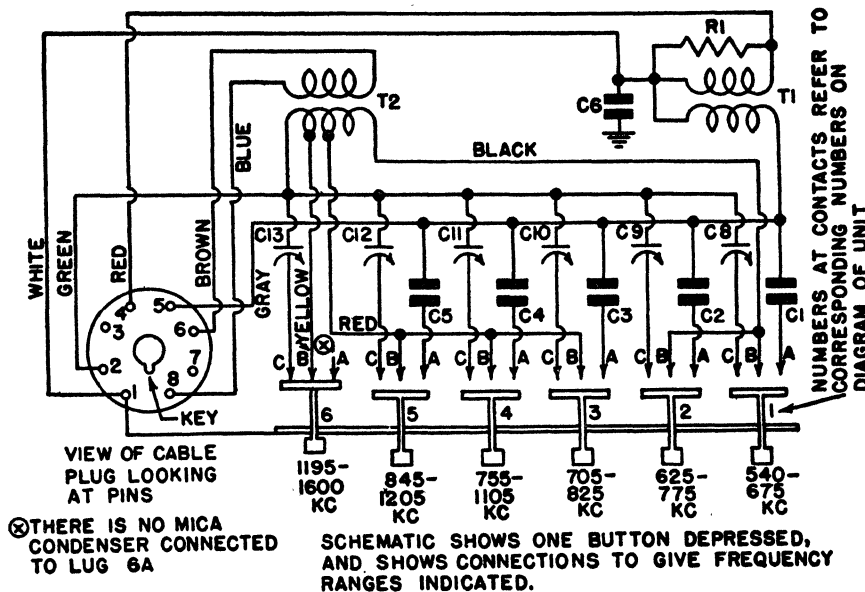 R1
T1
C6
T2
BLACK
BLUE
BROWN
RED
GREEN
WHITE
GRAY
YELLOW
RED
C13
C12
C11
C10
C9
C8
C5
C4
C3
C2
C1
4
5
3
6
2
7
1
8
KEY
C B A
C B A
C B A
C B A
C B A
C B A
6
5
4
3
2
1
1195-
1600
KC
845-
1205
KC
755-
1105
KC
705-
825
KC
625-
775
KC
540-
675
KC
VIEW OF CABLE
PLUG LOOKING
AT PINS
⊗ THERE IS NO MICA
CONDENSER CONNECTED
TO LUG 6A
SCHEMATIC SHOWS ONE BUTTON DEPRESSED,
AND SHOWS CONNECTIONS TO GIVE FREQUENCY
RANGES INDICATED.
NUMBERS AT CONTACTS REFER TO
CORRESPONDING NUMBERS ON
DIAGRAM OF UNIT